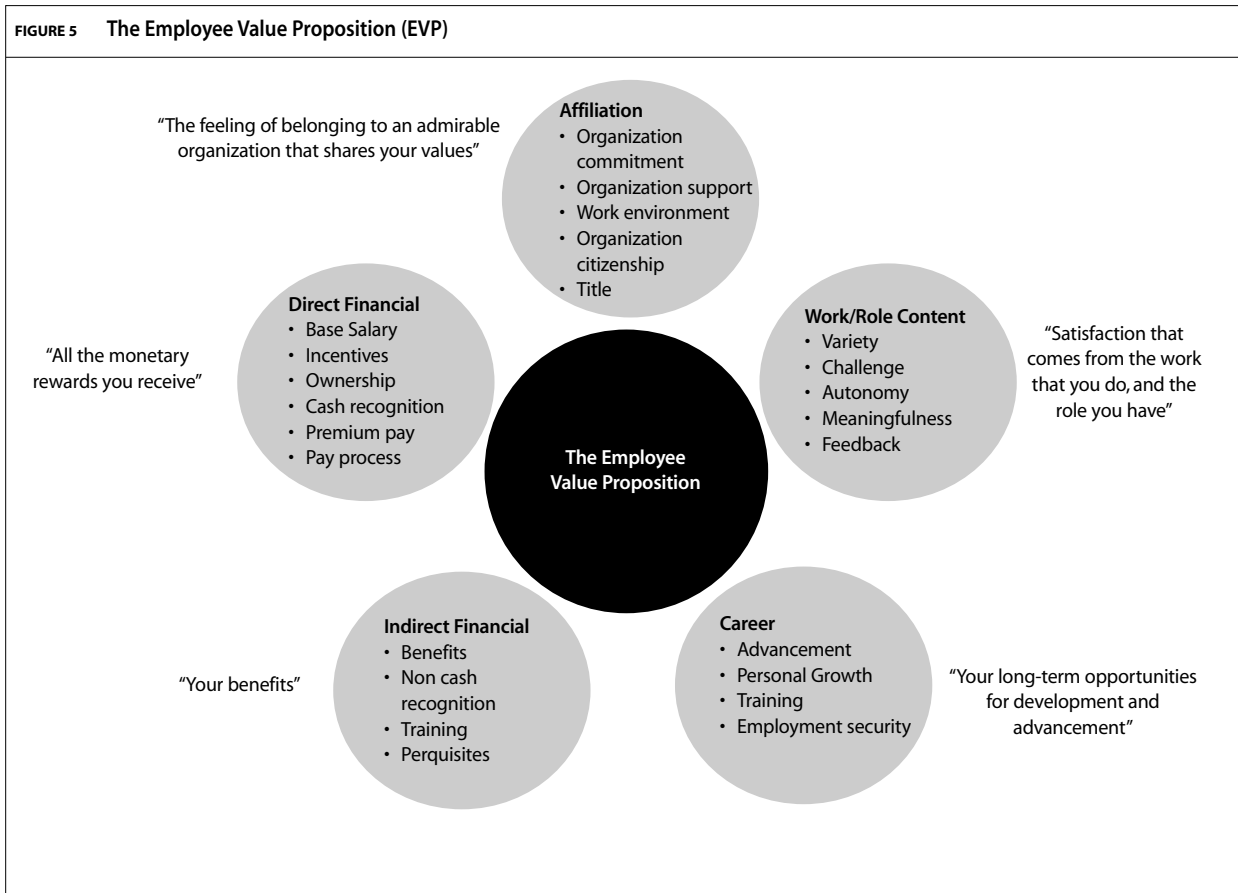 FIGURE 5 The Employee Value Proposition (EVP)
"The feeling of belonging to an admirable
organization that shares your values"
Affiliation
• Organization
commitment
• Organization support
• Work environment
• Organization
citizenship
• Title
"All the monetary
rewards you receive"
Direct Financial
• Base Salary
• Incentives
• Ownership
• Cash recognition
• Premium pay
• Pay process
Work/Role Content
• Variety
• Challenge
• Autonomy
• Meaningfulness
• Feedback
"Satisfaction that
comes from the work
that you do, and the
role you have"
The Employee
Value Proposition
"Your benefits"
Indirect Financial
• Benefits
• Non cash
recognition
• Training
• Perquisites
Career
• Advancement
• Personal Growth
• Training
• Employment security
"Your long-term opportunities
for development and
advancement"